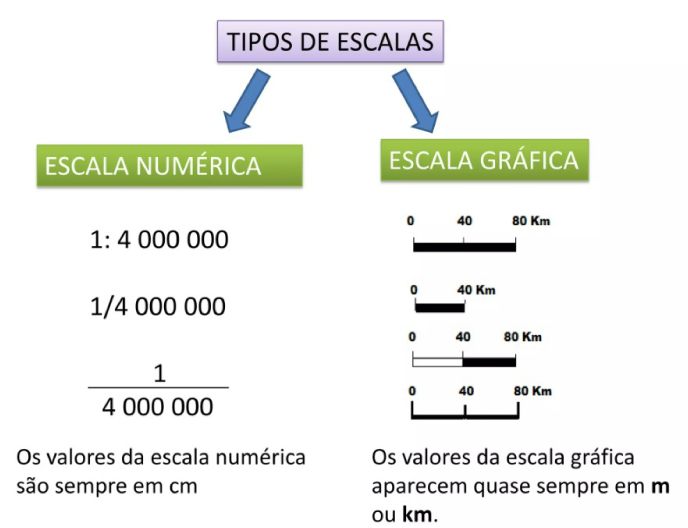 TIPOS DE ESCALAS
ESCALA NUMÉRICA
1: 4 000 000
1/4 000 000
1
4 000 000
Os valores da escala numérica
são sempre em cm
ESCALA GRÁFICA
0 40 80 Km
0 40 Km
0 40 80 Km
0 40 80 Km
Os valores da escala gráfica
aparecem quase sempre em m
ou km.